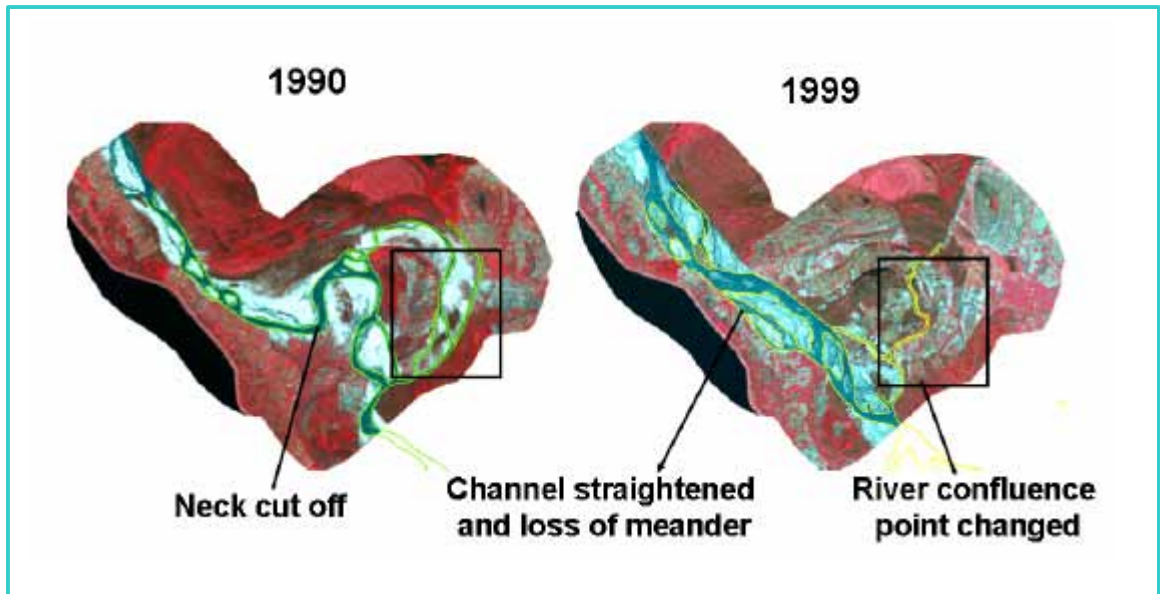 1990
1999
Neck cut off
Channel straightened
and loss of meander
River confluence
point changed